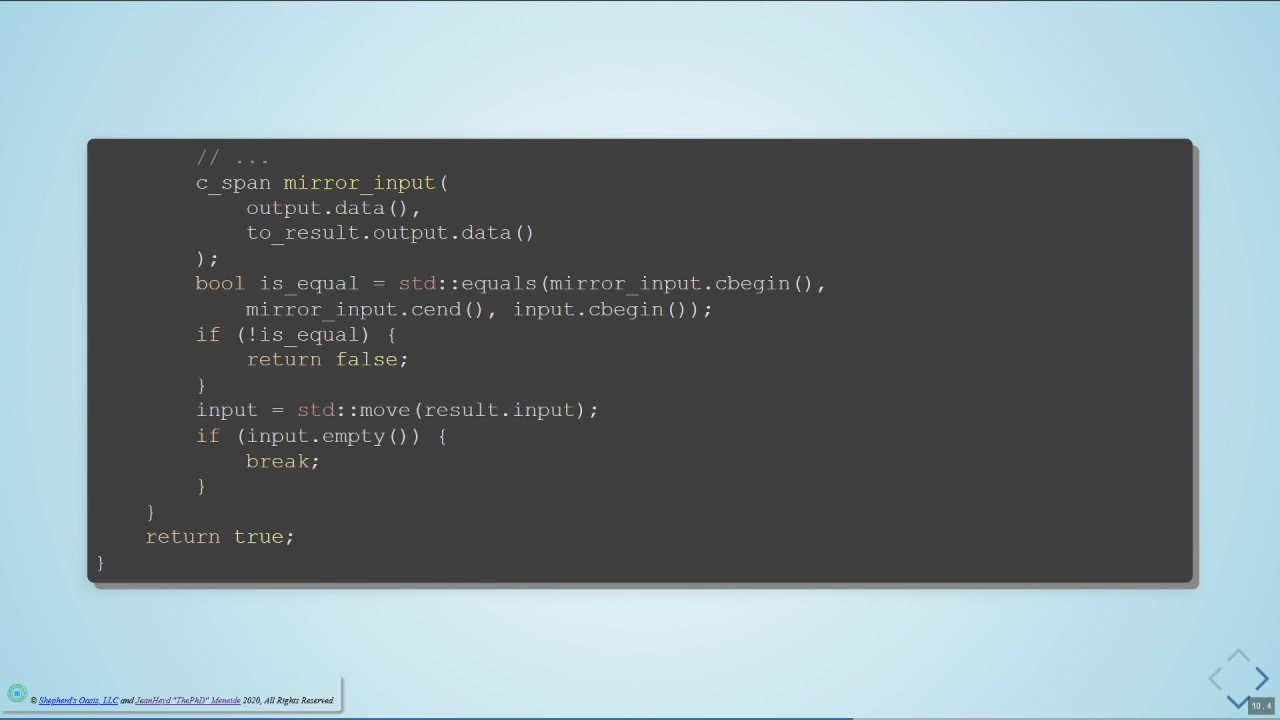 // ...
c_span mirror_input(
output.data(),
to_result.output.data()
);
bool is_equal = std::equals(mirror_input.cbegin(),
mirror_input.cend(), input.cbegin());
if (!is_equal) {
return false;
}
input = std::move(result.input);
if (input.empty()) {
break;
}
}
return true;
}
© Shepherd's Oasis, LLC and JeanHeyd "ThePhD" Meneide 2020, All Rights Reserved.
10.4